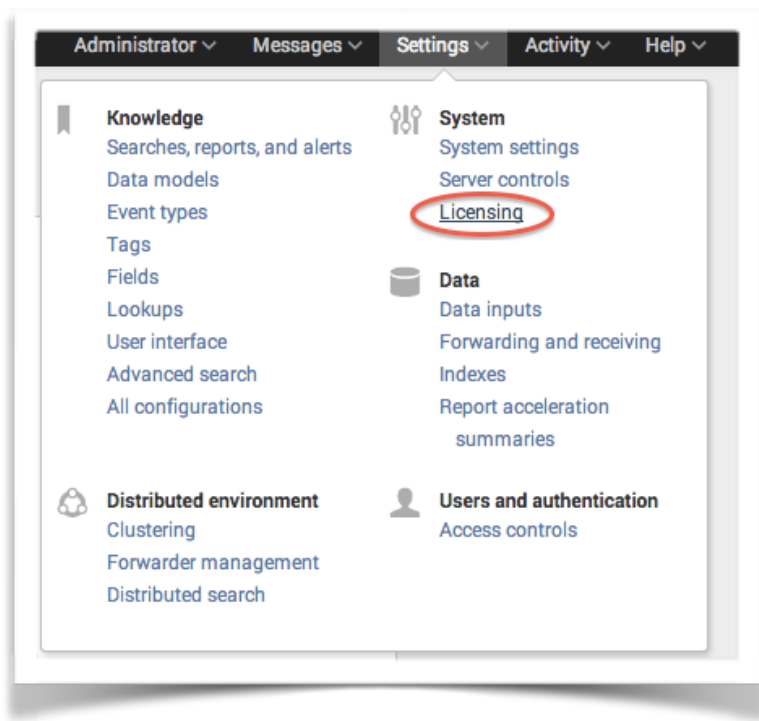 Administrator Messages Settings Activity Help
Knowledge
Searches, reports, and alerts
Data models
Event types
Tags
Fields
Lookups
User interface
Advanced search
All configurations
System
System settings
Server controls
Licensing
Data
Data inputs
Forwarding and receiving
Indexes
Report acceleration
summaries
Distributed environment
Clustering
Forwarder management
Distributed search
Users and authentication
Access controls